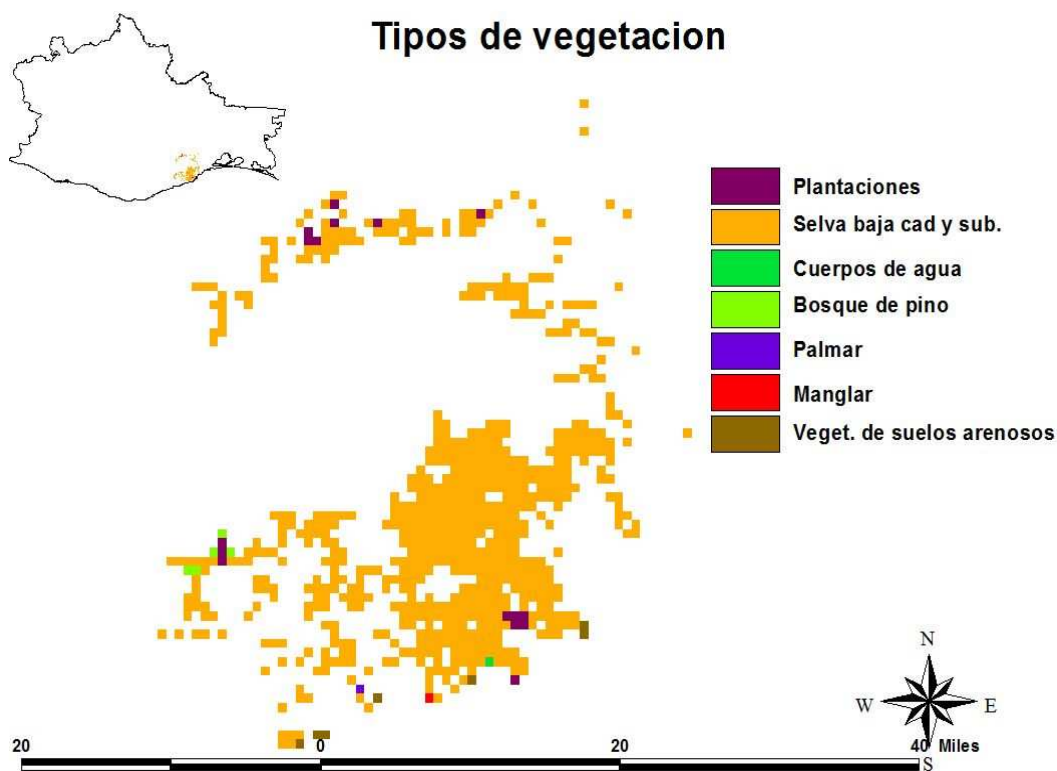 Tipos de vegetacion
Plantaciones
Selva baja cad y sub.
Cuerpos de agua
Bosque de pino
Palmar
Manglar
Veget. de suelos arenosos
N
W E
S
20 0 20 40 Miles